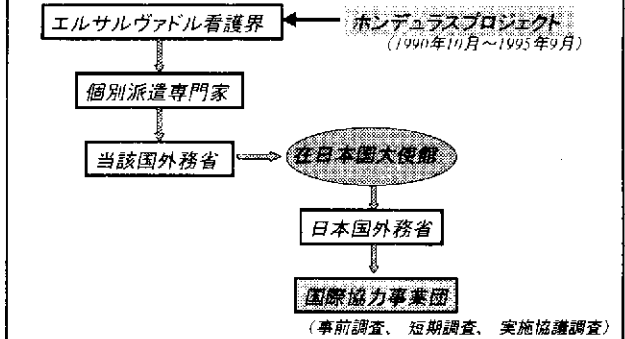 エルサルヴァドル看護界
ホンデュラスプロジェクト
(1990年10月～1995年9月)
個別派遣専門家
当該国外務省
在日本国大使館
日本国外務省
国際協力事業団
(事前調査、短期調査、実施協議調査)